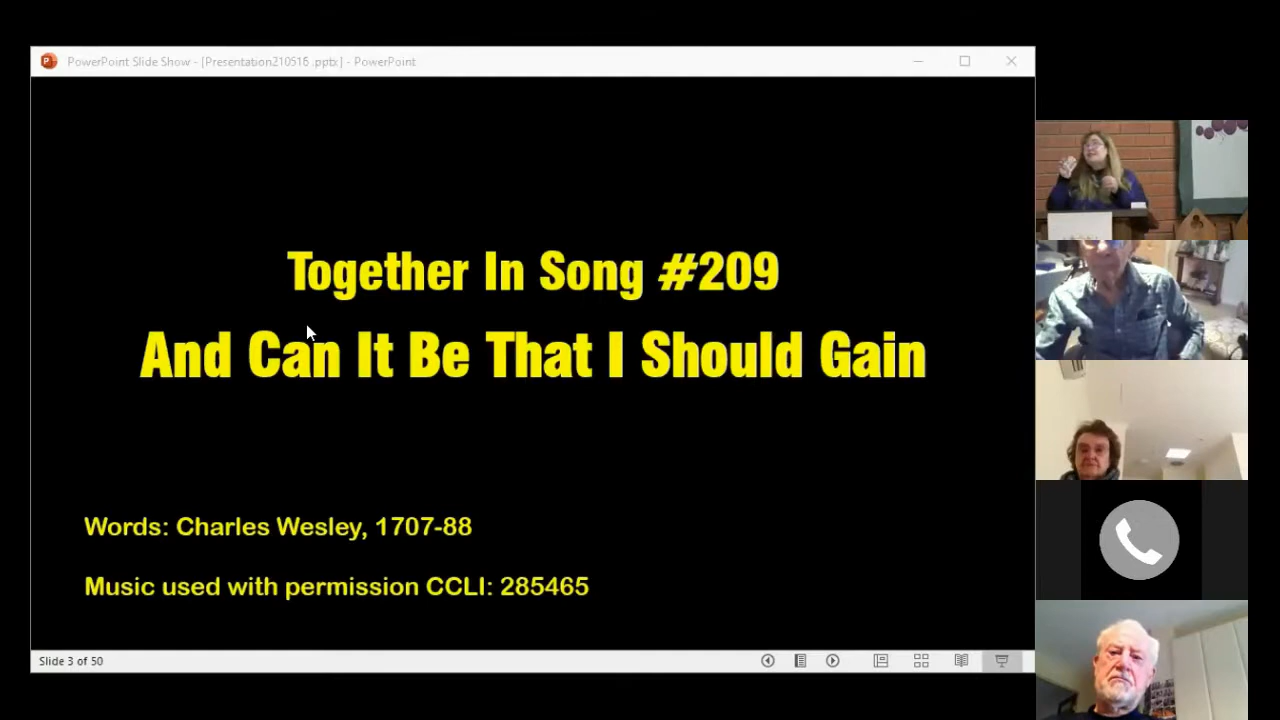 PowerPoint Slide Show - [Presentation210516 .pptx] - PowerPoint
Together In Song #209
And Can It Be That I Should Gain
Words: Charles Wesley, 1707-88
Music used with permission CCLI: 285465
Slide 3 of 50